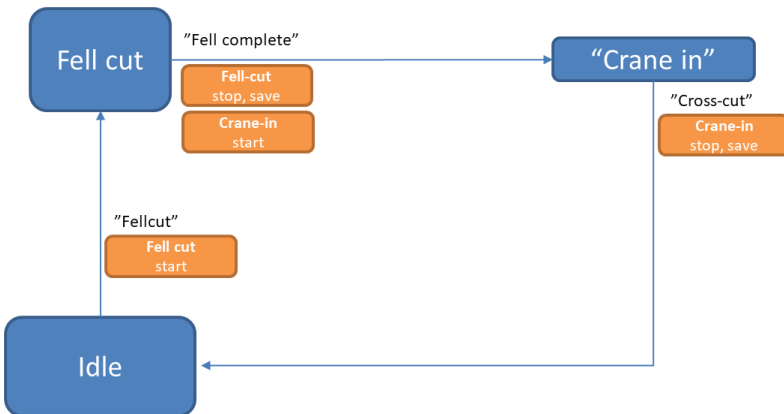 Fell cut
”Fell complete”
Fell-cut
stop, save
Crane-in
start
“Crane in”
”Cross-cut”
Crane-in
stop, save
”Fellcut”
Fell cut
start
Idle